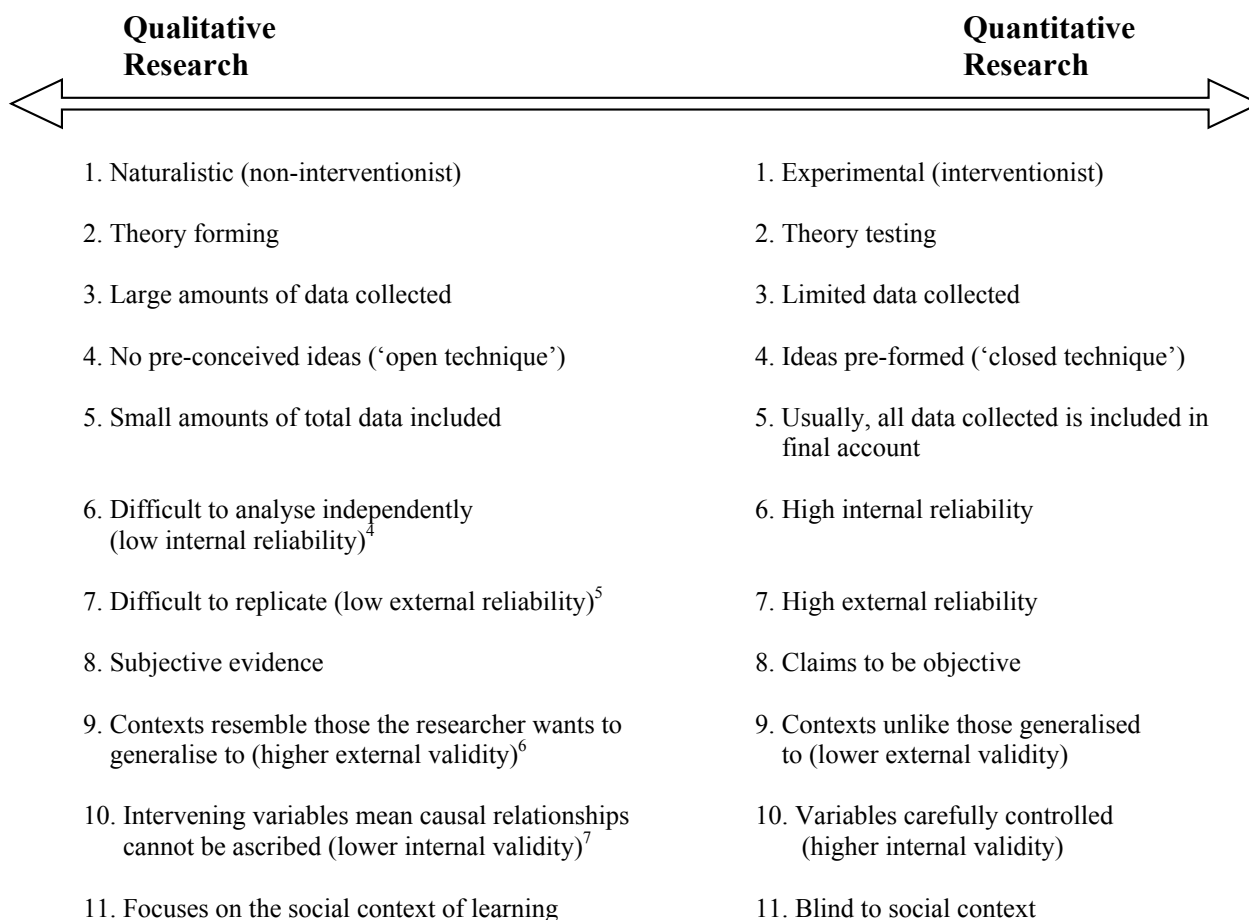 Qualitative
Research
Quantitative
Research
1. Naturalistic (non-interventionist)
1. Experimental (interventionist)
2. Theory forming
2. Theory testing
3. Large amounts of data collected
3. Limited data collected
4. No pre-conceived ideas (‘open technique’)
4. Ideas pre-formed (‘closed technique’)
5. Small amounts of total data included
5. Usually, all data collected is included in
final account
6. Difficult to analyse independently
(low internal reliability)4
6. High internal reliability
7. Difficult to replicate (low external reliability)5
7. High external reliability
8. Subjective evidence
8. Claims to be objective
9. Contexts resemble those the researcher wants to
generalise to (higher external validity)6
9. Contexts unlike those generalised
to (lower external validity)
10. Intervening variables mean causal relationships
cannot be ascribed (lower internal validity)7
10. Variables carefully controlled
(higher internal validity)
11. Focuses on the social context of learning
11. Blind to social context